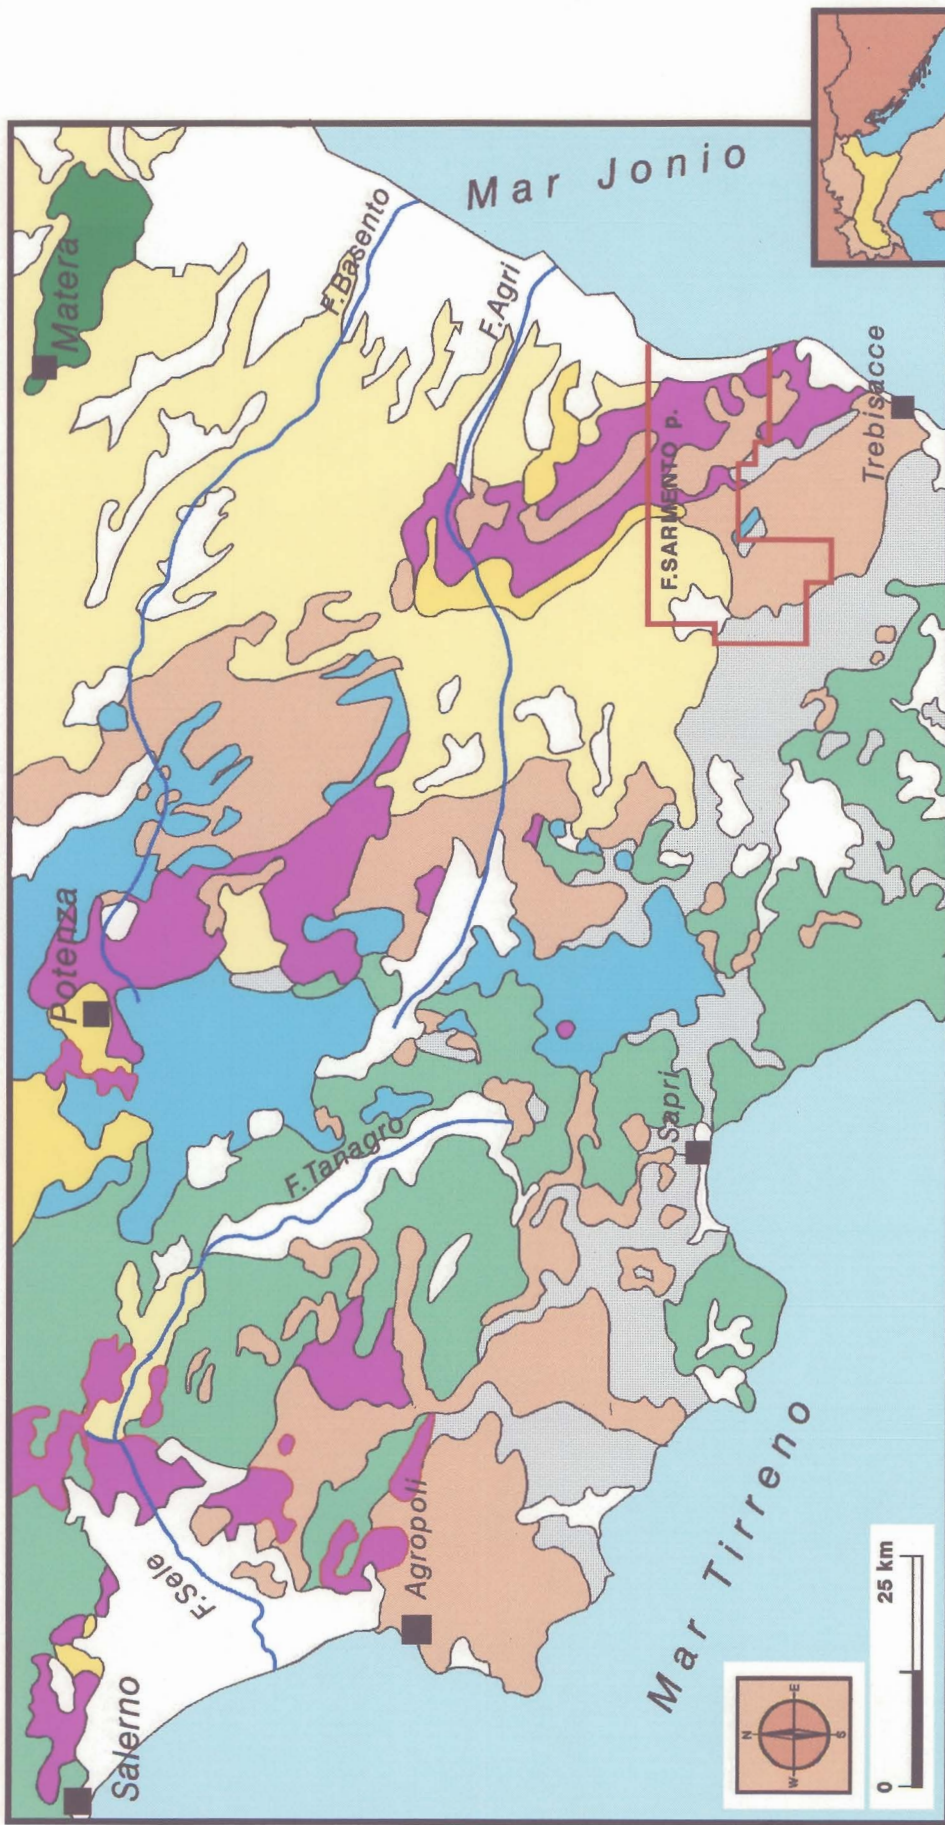 Matera
Potenza
Salerno
F.Basento
Mar Jonio
F.Agri
F.Tanagro
F.Sele
F.SARMENTO p.
Trebisacce
Sapri
Agropoli
Mar Tirreno
N
W
E
S
0
25 km